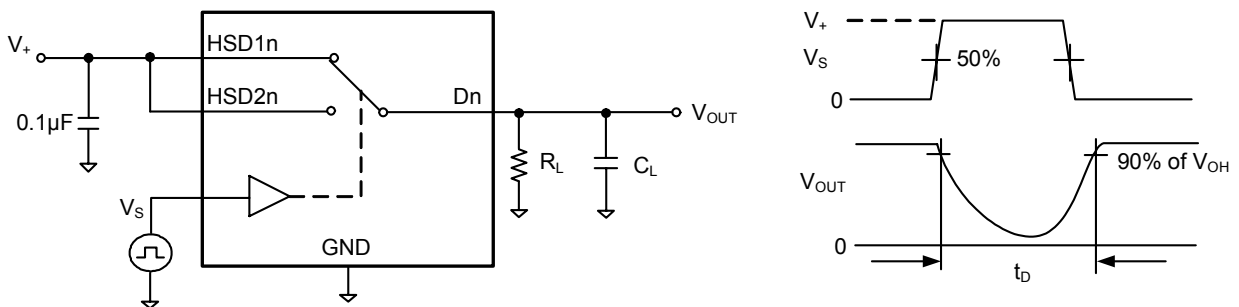 V+
HSD1n
HSD2n
Dn
VOUT
0.1µF
RL
CL
VS
GND
V+
VS
50%
0
VOUT
90% of VOH
0
tD